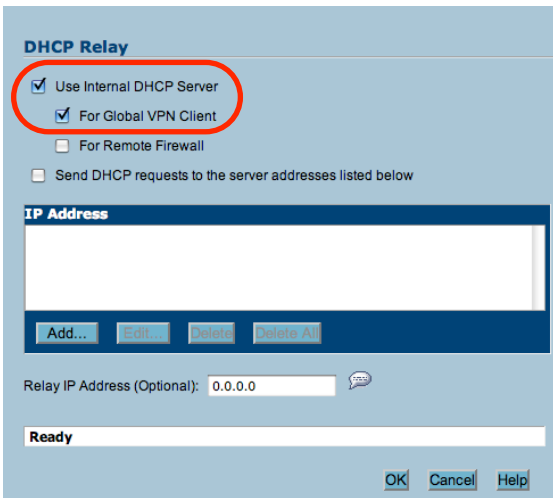 DHCP Relay
Use Internal DHCP Server
For Global VPN Client
For Remote Firewall
Send DHCP requests to the server addresses listed below
IP Address
Add... Edit... Delete Delete All
Relay IP Address (Optional): 0.0.0.0
Ready
OK Cancel Help